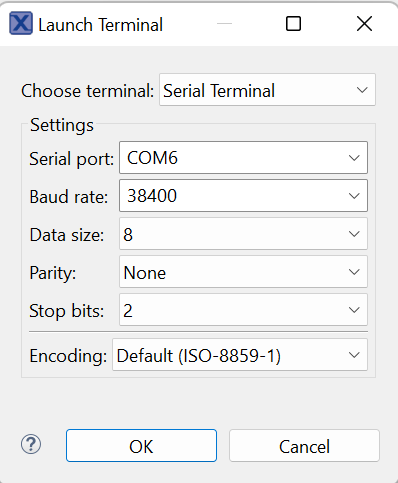 Launch Terminal
Choose terminal: Serial Terminal
Settings
Serial port: COM6
Baud rate: 38400
Data size: 8
Parity: None
Stop bits: 2
Encoding: Default (ISO-8859-1)
? OK Cancel